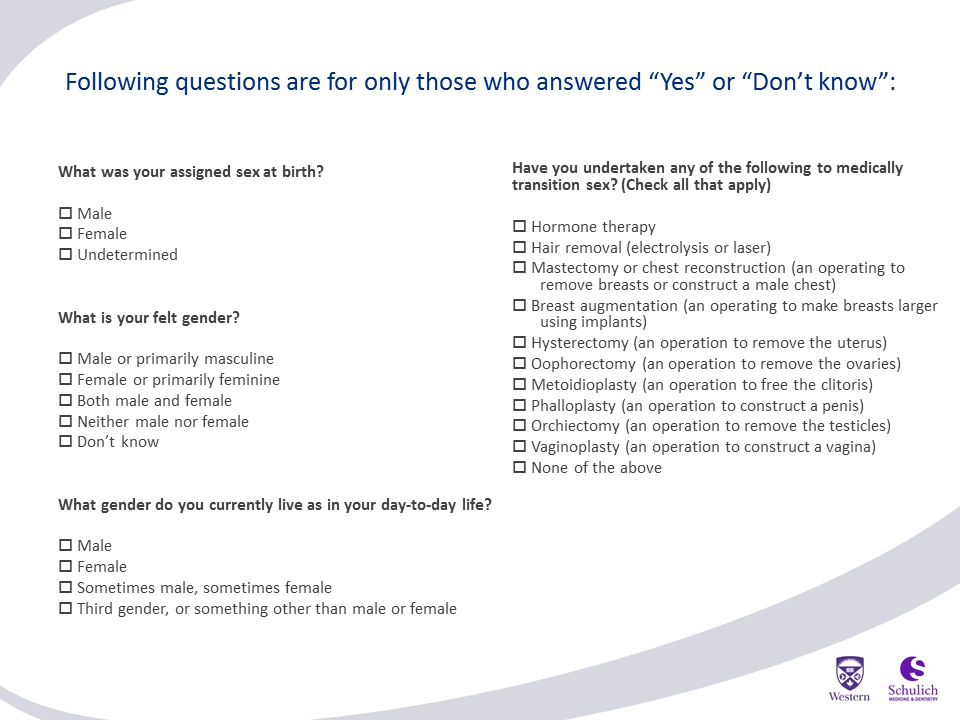 Following questions are for only those who answered “Yes” or “Don’t know”:
What was your assigned sex at birth?
☐ Male
☐ Female
☐ Undetermined
What is your felt gender?
☐ Male or primarily masculine
☐ Female or primarily feminine
☐ Both male and female
☐ Neither male nor female
☐ Don’t know
What gender do you currently live as in your day-to-day life?
☐ Male
☐ Female
☐ Sometimes male, sometimes female
☐ Third gender, or something other than male or female
Have you undertaken any of the following to medically
transition sex? (Check all that apply)
☐ Hormone therapy
☐ Hair removal (electrolysis or laser)
☐ Mastectomy or chest reconstruction (an operating to
remove breasts or construct a male chest)
☐ Breast augmentation (an operating to make breasts larger
using implants)
☐ Hysterectomy (an operation to remove the uterus)
☐ Oophorectomy (an operation to remove the ovaries)
☐ Metoidioplasty (an operation to free the clitoris)
☐ Phalloplasty (an operation to construct a penis)
☐ Orchiectomy (an operation to remove the testicles)
☐ Vaginoplasty (an operation to construct a vagina)
☐ None of the above
Western
Schulich
MEDICINE & DENTISTRY